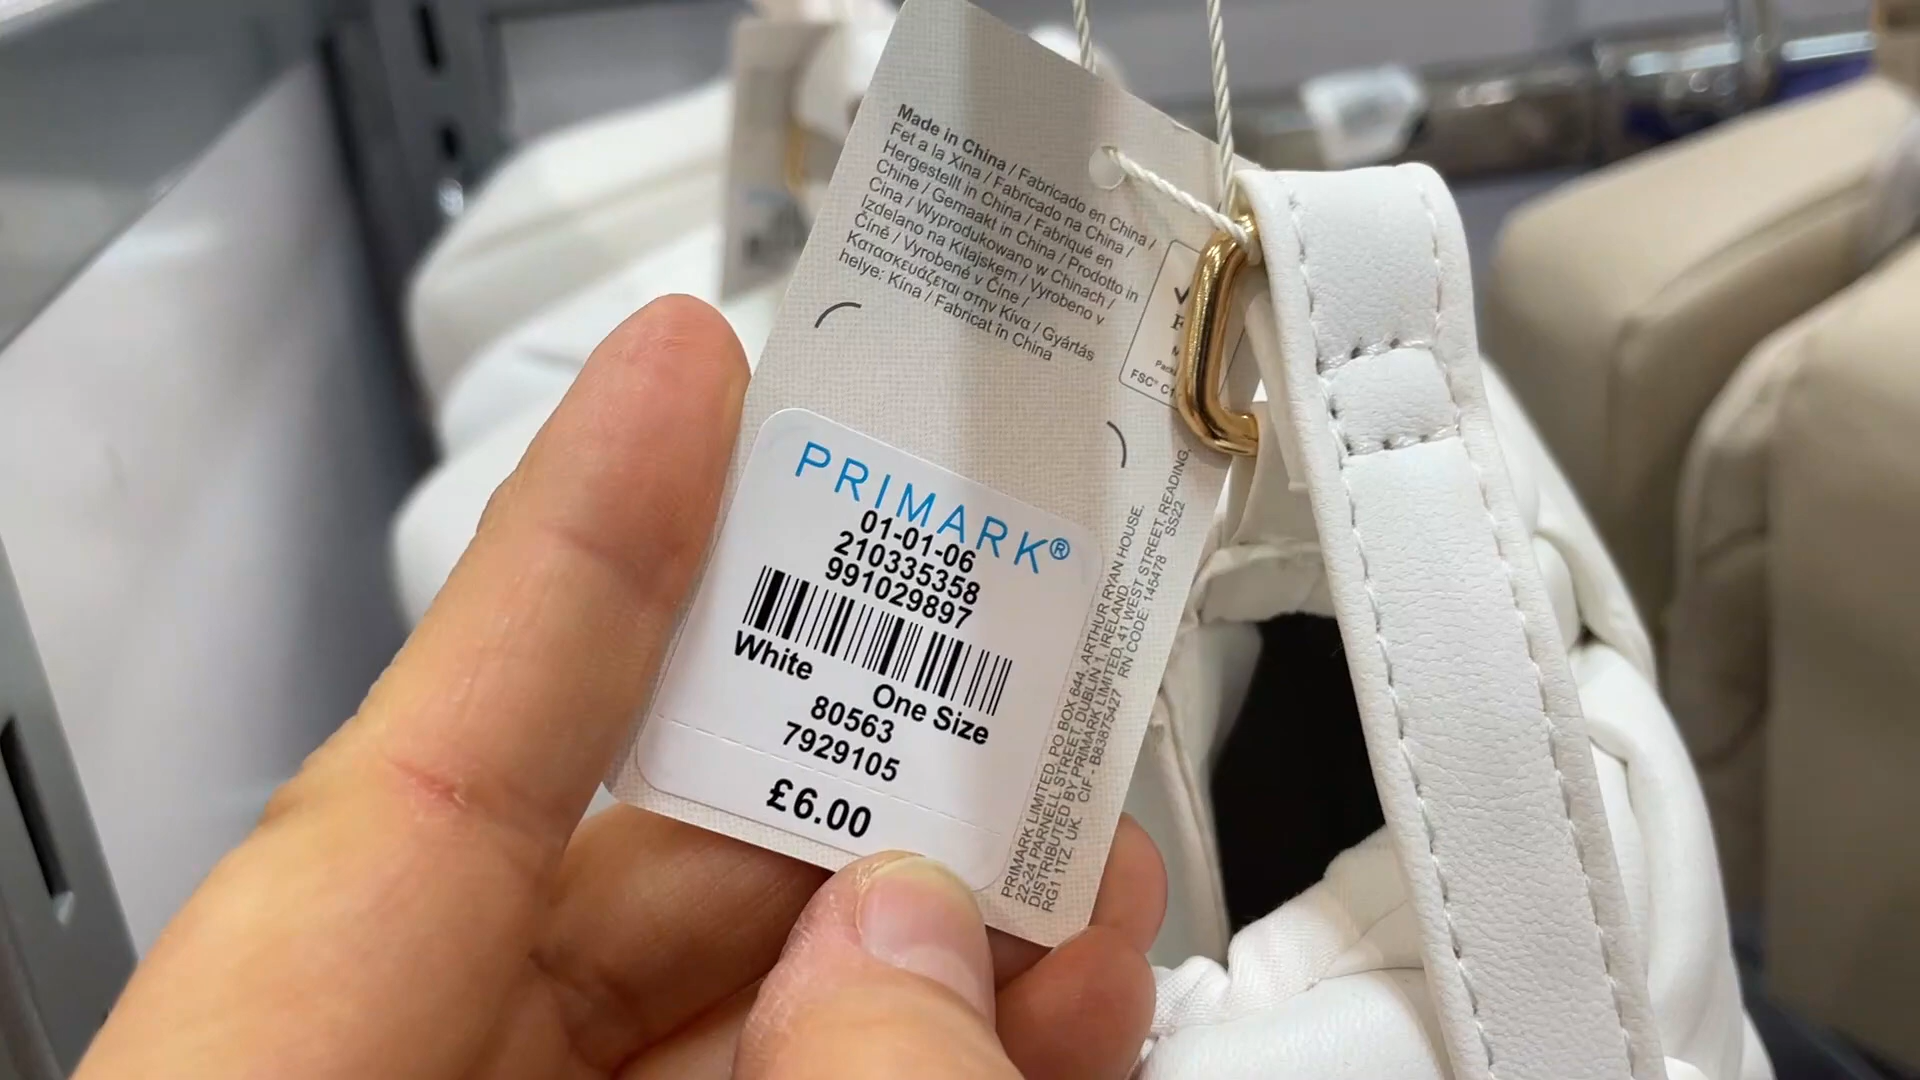 Made in China / Fabricado en China /
Fet a la Xina / Fabricado na China /
Hergestellt in China / Fabriqué en
Chine / Gemaakt in China / Prodotto in
Cina / Wyprodukowano w Chinach /
Izdelano na Kitajskem / Vyrobeno v
Číně / Vyrobené v Číne /
Κατασκευάζεται στην Κίνα / Gyártás
helye: Kína / Fabricat în China
FSC® C1
PRIMARK®
01-01-06
210335358
991029897
White One Size
80563
7929105
£6.00
PRIMARK LIMITED, PO BOX 644, ARTHUR RYAN HOUSE,
22-24 PARNELL STREET, DUBLIN 1, IRELAND
DISTRIBUTED BY PRIMARK LIMITED, 41 WEST STREET, READING,
RG1 1TZ, UK. CIF - B83875427 RN CODE: 145478 SS22